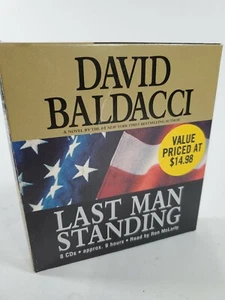 DAVID
BALDACCI
A NOVEL BY THE #1 NEW YORK TIMES BESTSELLING AUTHOR
VALUE
PRICED AT
$14.98
LAST MAN
STANDING
6 CDs • approx. 6 hours • Read by Ron McLarty